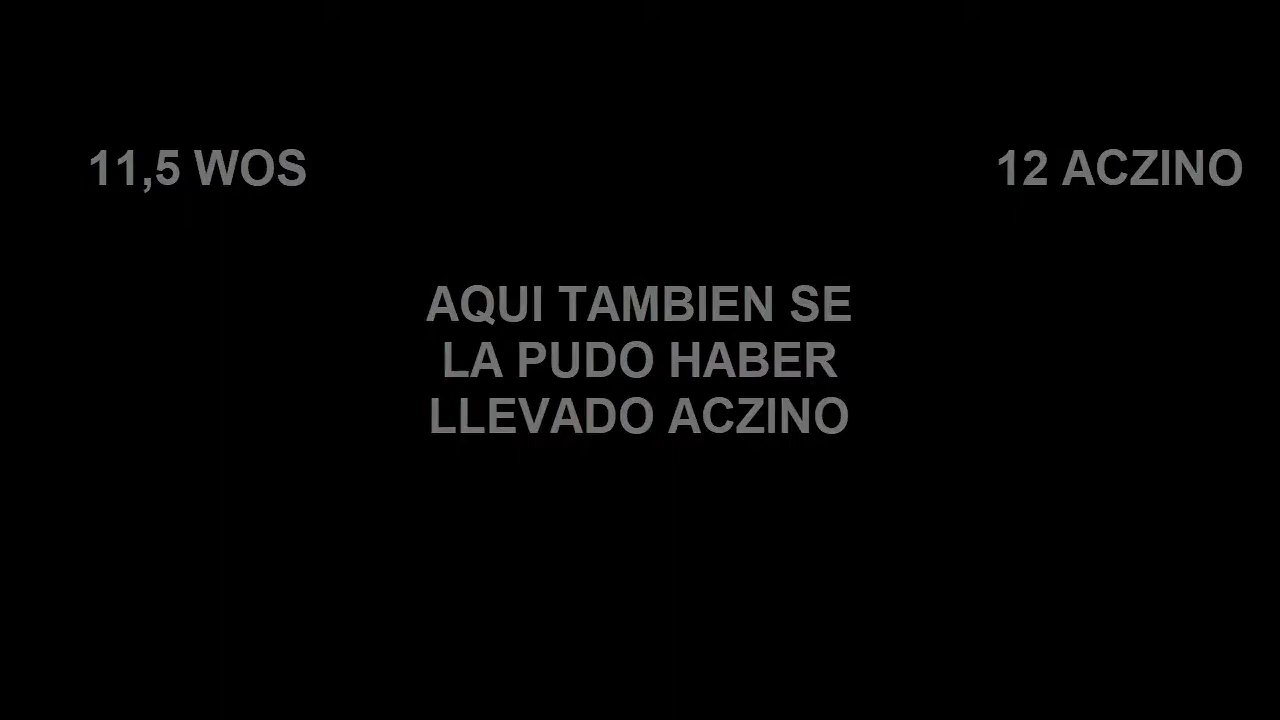 11,5 WOS
12 ACZINO
AQUI TAMBIEN SE
LA PUDO HABER
LLEVADO ACZINO